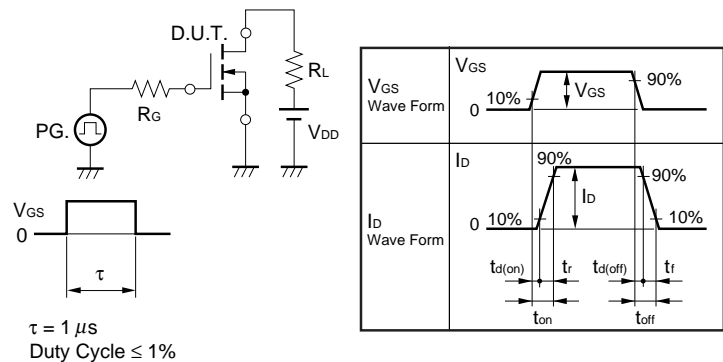 D.U.T.
RL
RG
PG.
VDD
VGS
0
τ
τ = 1 μs
Duty Cycle ≤ 1%
VGS
Wave Form
VGS
10%
0
VGS
90%
ID
Wave Form
ID
90%
90%
0 10%
ID
10%
td(on) tr td(off) tf
ton toff